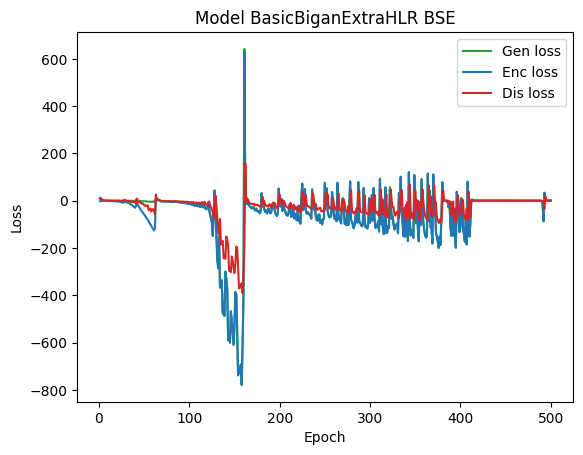 Model BasicBiganExtraHLR BSE
Gen loss
Enc loss
Dis loss
600
400
200
0
−200
−400
−600
−800
Loss
0
100
200
300
400
500
Epoch